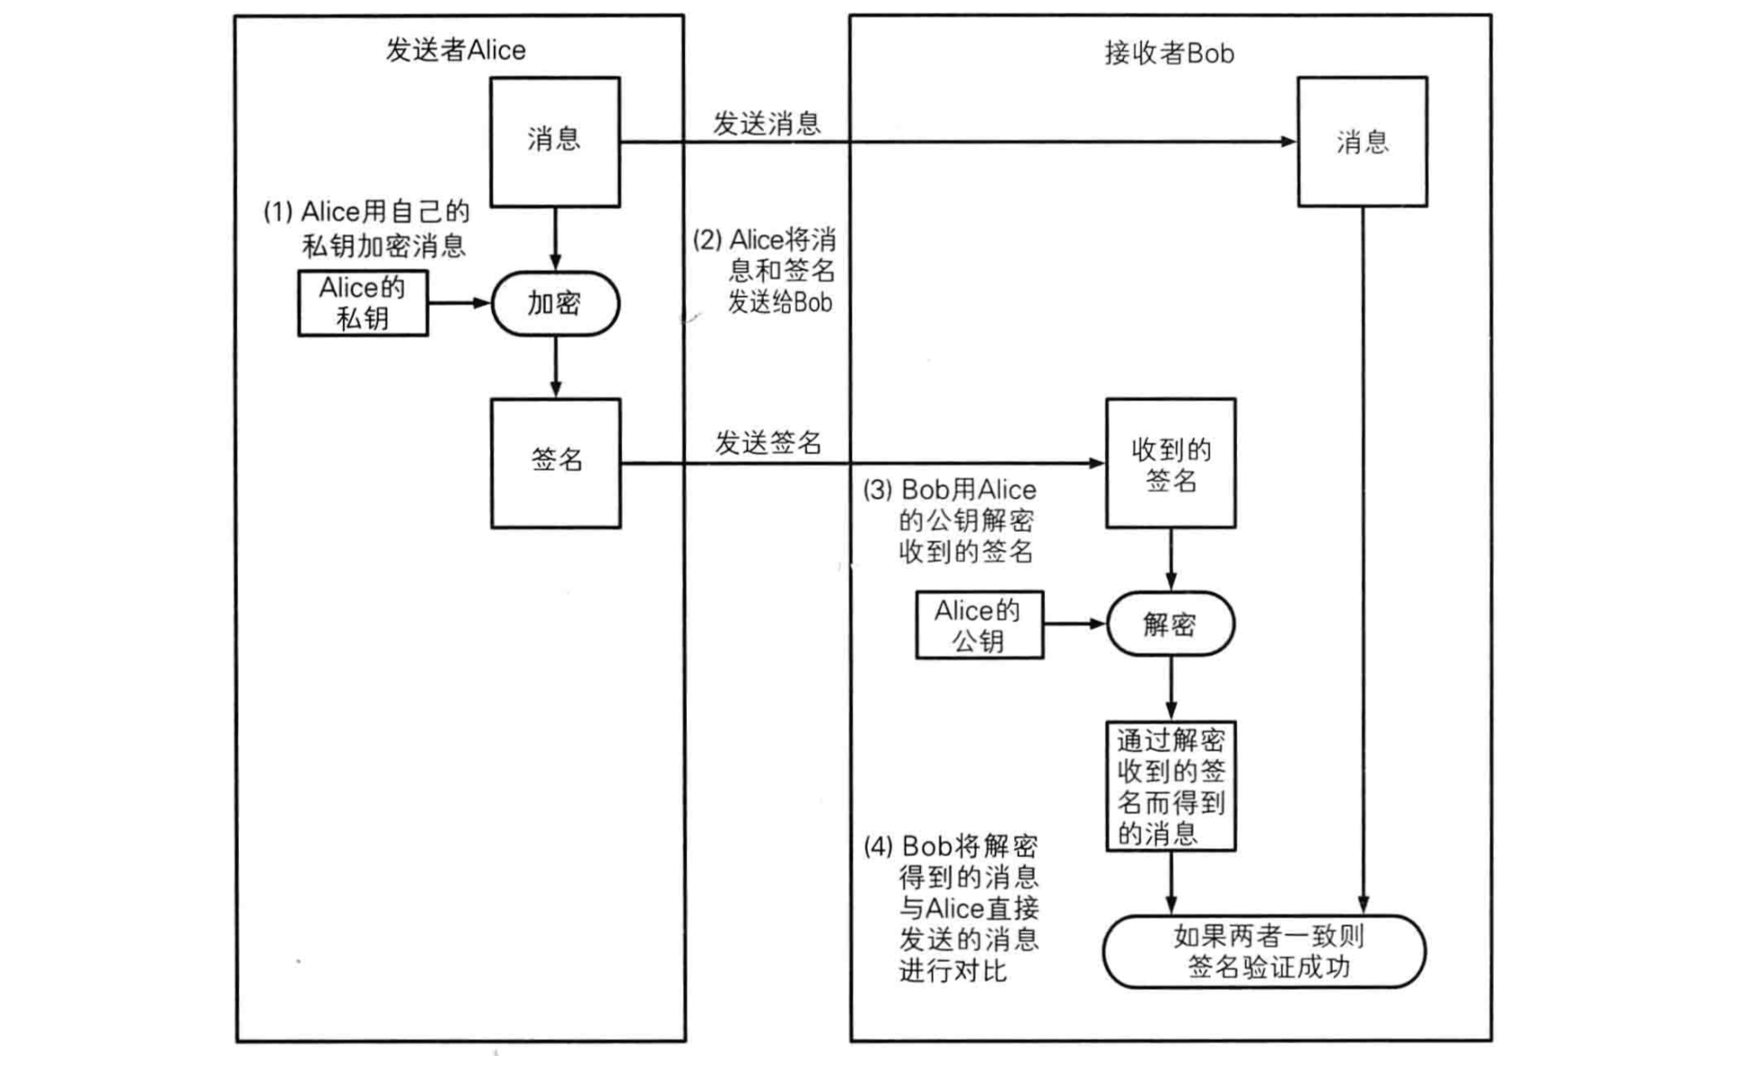 发送者Alice
接收者Bob
消息
发送消息
消息
(1) Alice用自己的
私钥加密消息
Alice的
私钥
加密
(2) Alice将消
息和签名
发送给Bob
签名
发送签名
收到的
签名
(3) Bob用Alice
的公钥解密
收到的签名
Alice的
公钥
解密
通过解密
收到的签
名而得到
的消息
(4) Bob将解密
得到的消息
与Alice直接
发送的消息
进行对比
如果两者一致则
签名验证成功